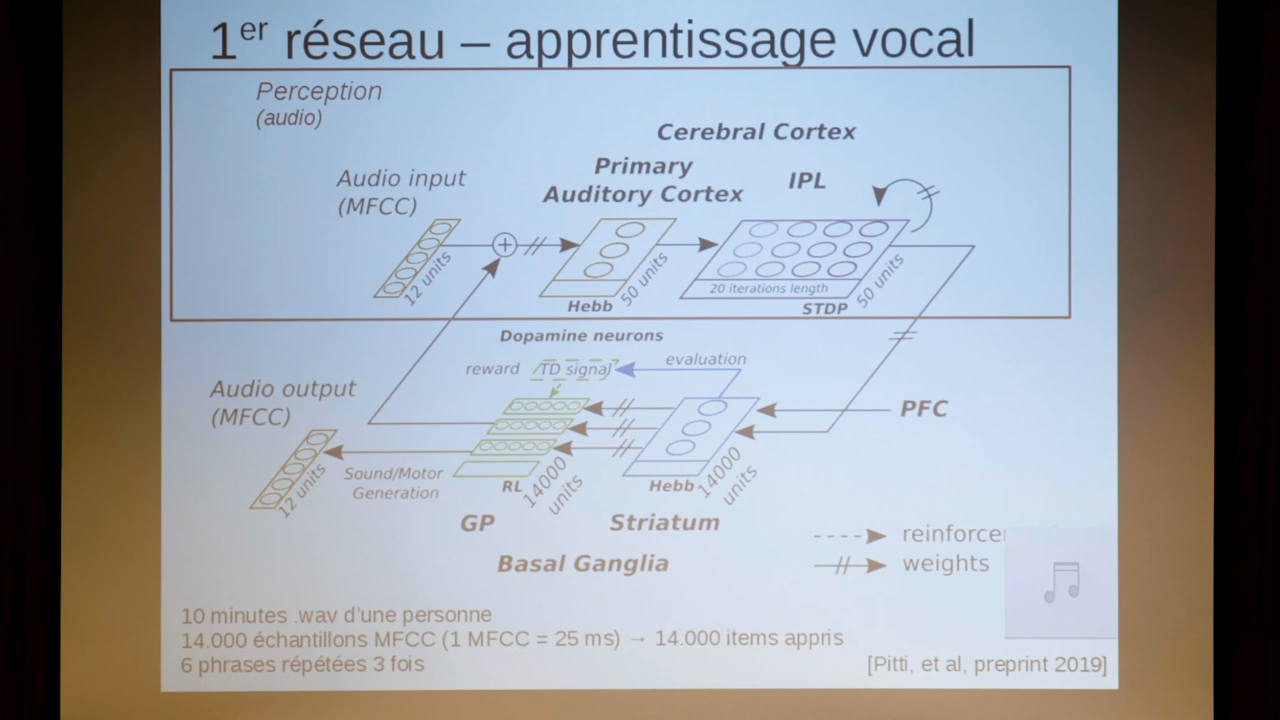 1er réseau – apprentissage vocal
Perception
(audio)
Cerebral Cortex
Primary
Auditory Cortex
IPL
Audio input
(MFCC)
12 units
Hebb
50 units
20 iterations length
STDP
50 units
Dopamine neurons
reward
TD signal
evaluation
Audio output
(MFCC)
PFC
12 units
Sound/Motor
Generation
RL
14000
units
Hebb
14000
units
GP
Striatum
Basal Ganglia
weights
10 minutes .wav d'une personne
14.000 échantillons MFCC (1 MFCC = 25 ms) → 14.000 items appris
6 phrases répétées 3 fois
[Pitti, et al, preprint 2019]